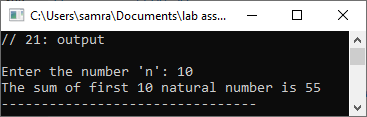 C:\Users\samra\Documents\lab ass...
// 21: output
Enter the number 'n': 10
The sum of first 10 natural number is 55
--------------------------------